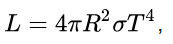 L = 4πR²σT⁴,